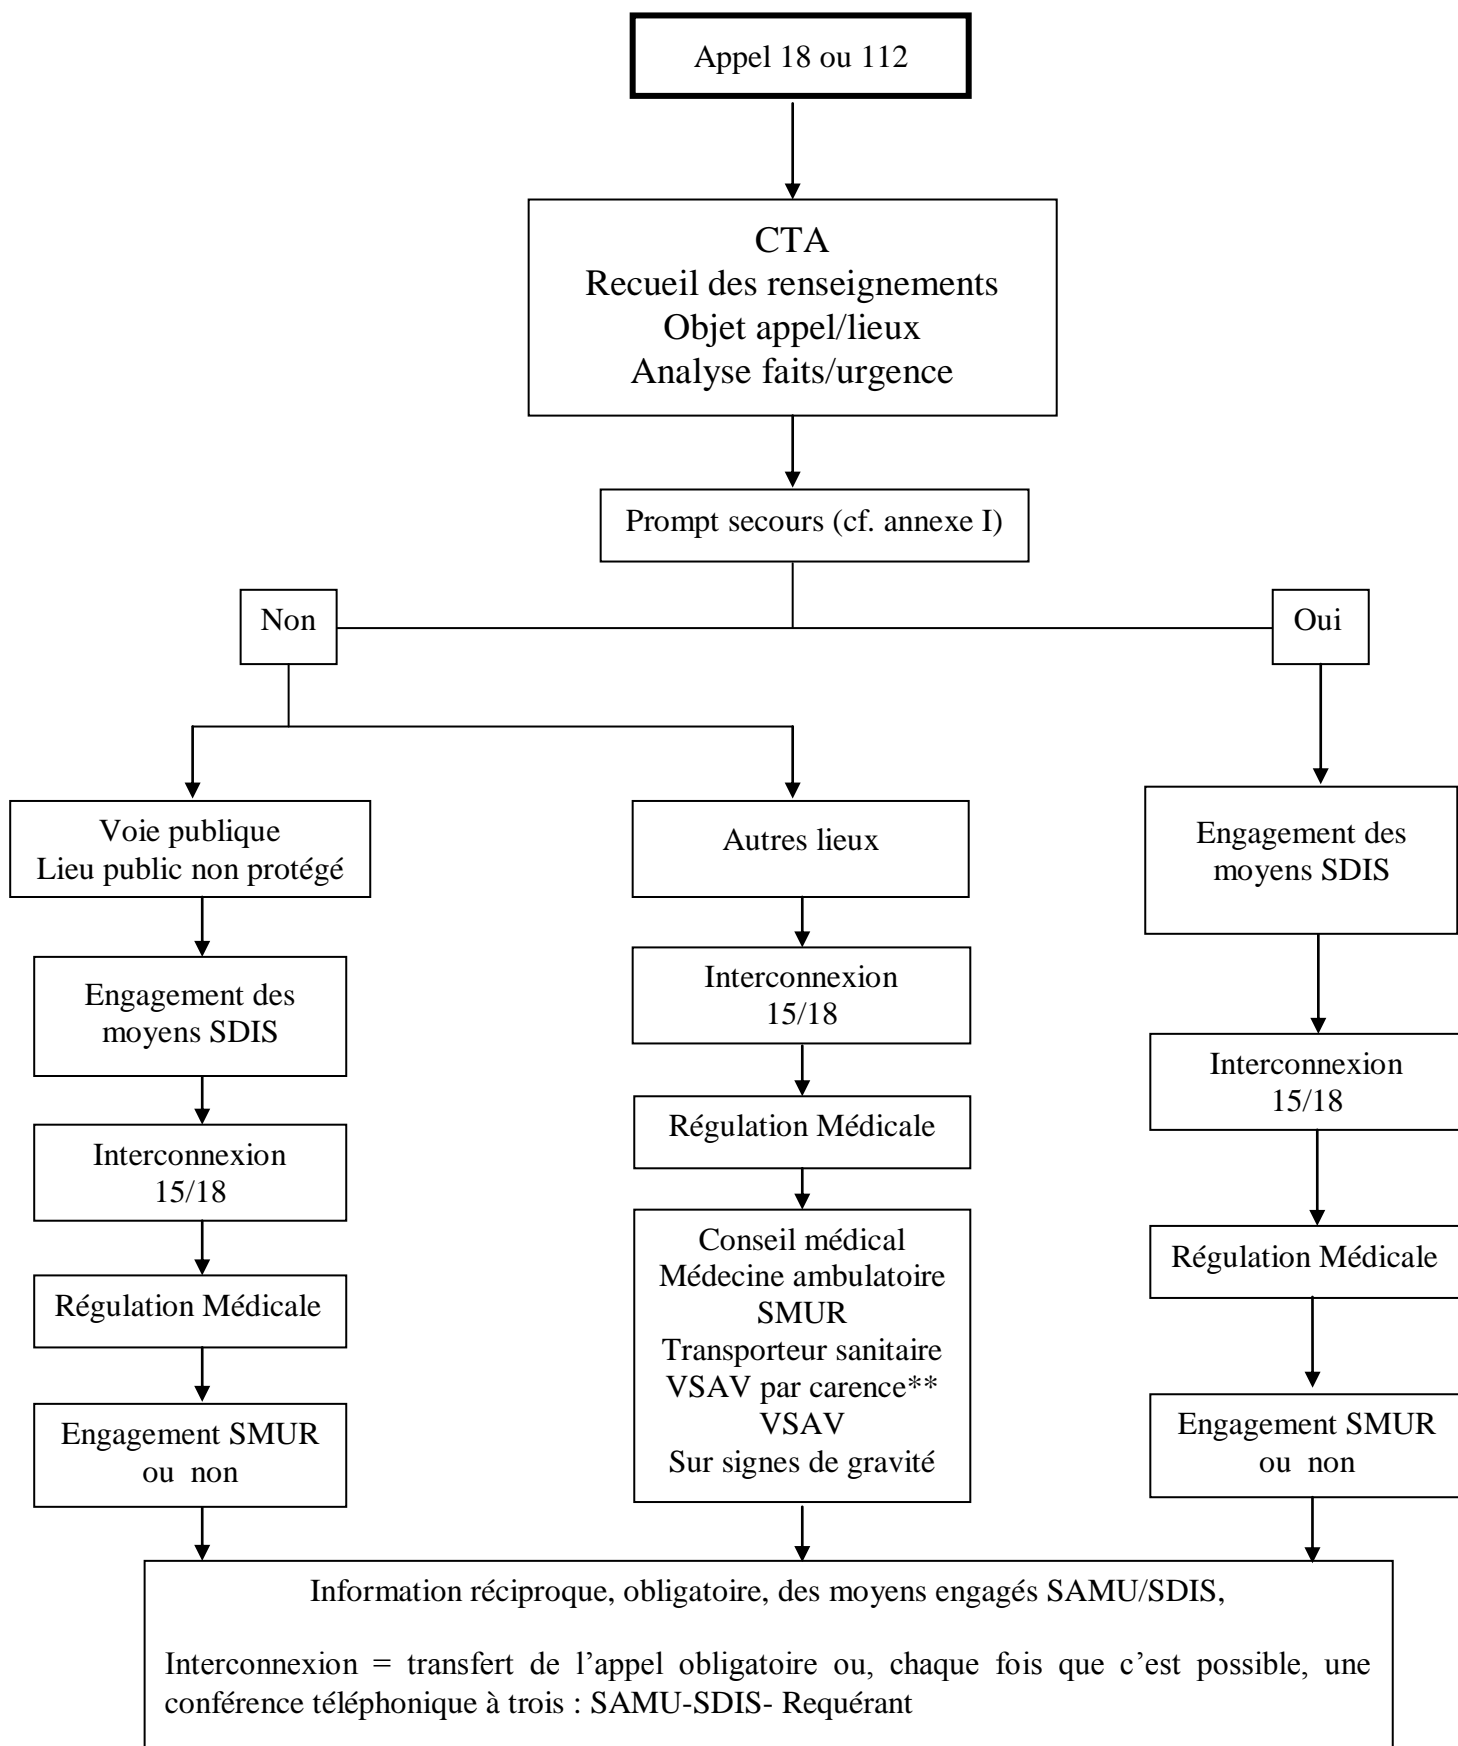 Appel 18 ou 112
CTA
Recueil des renseignements
Objet appel/lieux
Analyse faits/urgence
Prompt secours (cf. annexe I)
Non
Oui
Voie publique
Lieu public non protégé
Engagement des
moyens SDIS
Interconnexion
15/18
Régulation Médicale
Engagement SMUR
ou non
Autres lieux
Interconnexion
15/18
Régulation Médicale
Conseil médical
Médecine ambulatoire
SMUR
Transporteur sanitaire
VSAV par carence**
VSAV
Sur signes de gravité
Engagement des
moyens SDIS
Interconnexion
15/18
Régulation Médicale
Engagement SMUR
ou non
Information réciproque, obligatoire, des moyens engagés SAMU/SDIS,
Interconnexion = transfert de l’appel obligatoire ou, chaque fois que c’est possible, une
conférence téléphonique à trois : SAMU-SDIS- Requérant